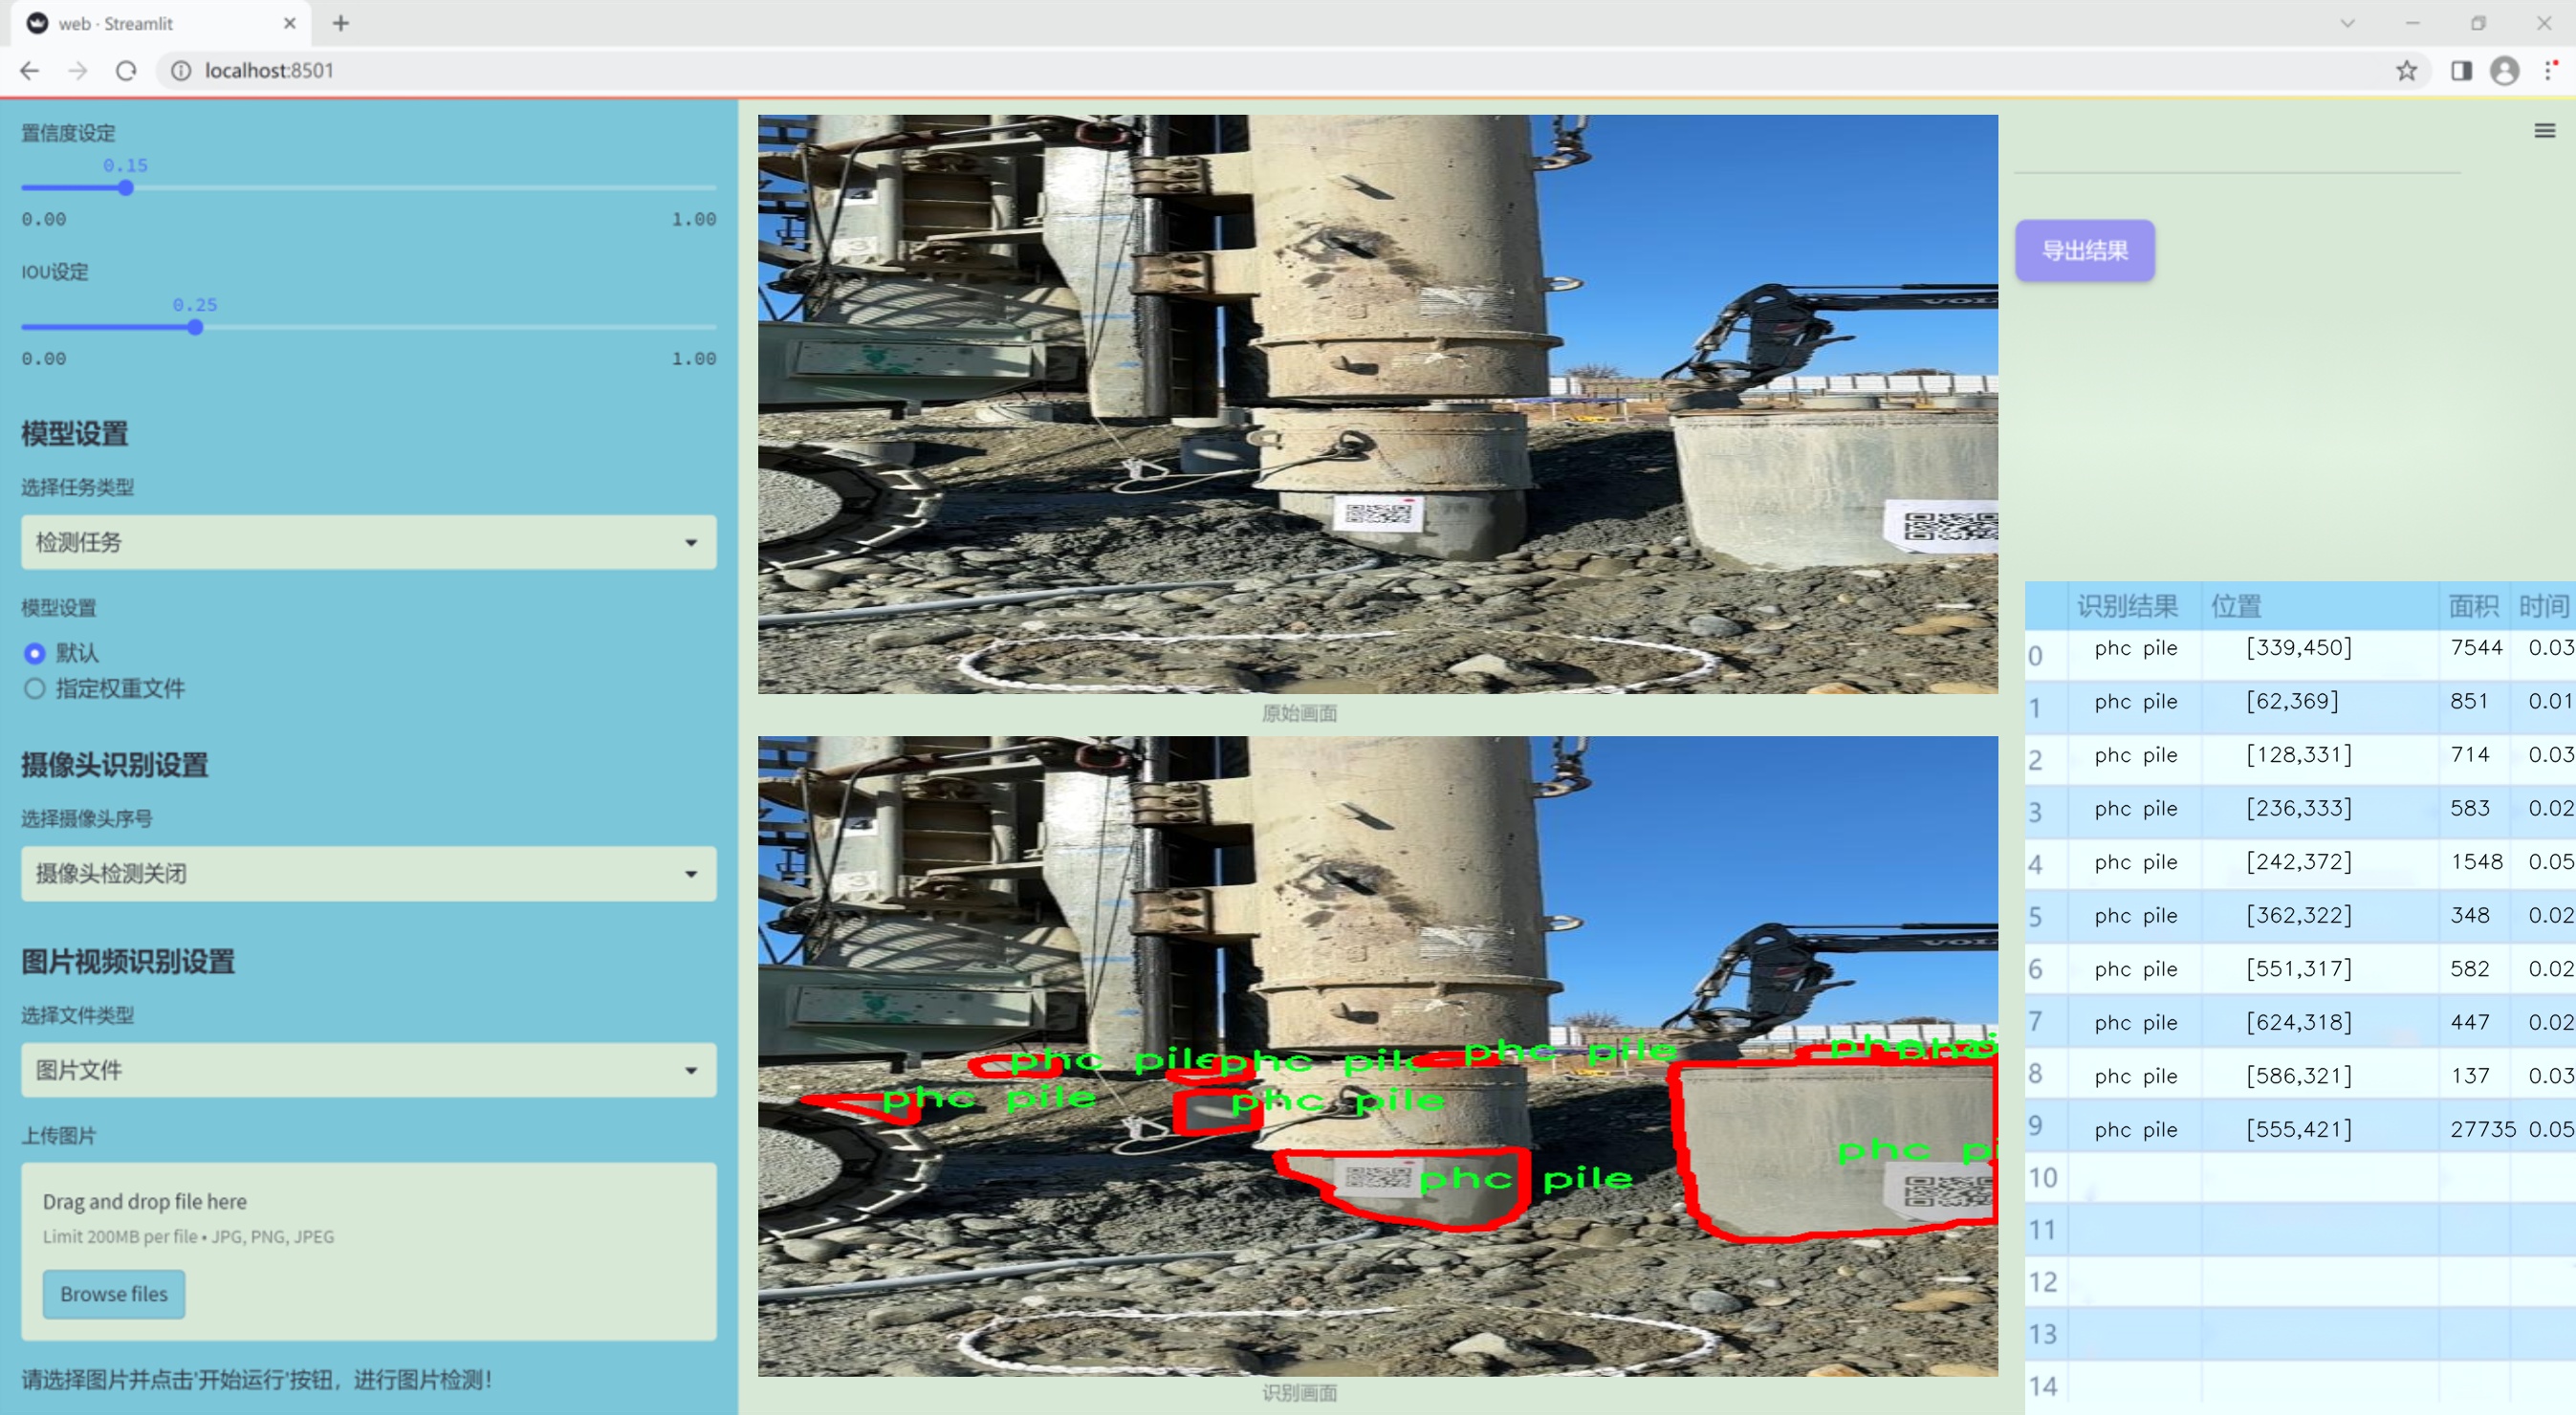 web · Streamlit
localhost:8501
置信度设定
0.15
0.00 1.00
IOU设定
0.25
0.00 1.00
模型设置
选择任务类型
检测任务
模型设置
默认
指定权重文件
摄像头识别设置
选择摄像头序号
摄像头检测关闭
图片视频识别设置
选择文件类型
图片文件
上传图片
Drag and drop file here
Limit 200MB per file • JPG, PNG, JPEG
Browse files
请选择图片并点击'开始运行'按钮，进行图片检测！
4
3
原始画面
4
3
phc pile
phc pile
phc pile
phc pile
phc pile
phc pile
phc pi
识别画面
导出结果
识别结果 位置 面积 时间
0 phc pile [339,450] 7544 0.03
1 phc pile [62,369] 851 0.01
2 phc pile [128,331] 714 0.03
3 phc pile [236,333] 583 0.02
4 phc pile [242,372] 1548 0.05
5 phc pile [362,322] 348 0.02
6 phc pile [551,317] 582 0.02
7 phc pile [624,318] 447 0.02
8 phc pile [586,321] 137 0.03
9 phc pile [555,421] 27735 0.05
10
11
12
13
14